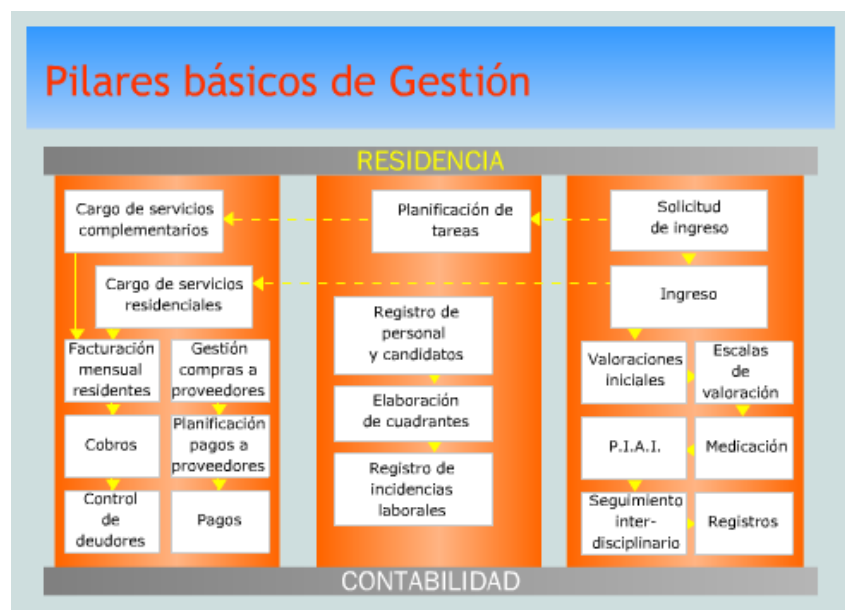 Pilares básicos de Gestión
RESIDENCIA
Cargo de servicios
complementarios
Cargo de servicios
residenciales
Facturación
mensual
residentes
Gestión
compras a
proveedores
Cobros
Planificación
pagos a
proveedores
Control
de
deudores
Pagos
Planificación de
tareas
Registro de
personal
y candidatos
Elaboración
de cuadrantes
Registro de
incidencias
laborales
Solicitud
de ingreso
Ingreso
Valoraciones
iniciales
Escalas
de
valoración
P.I.A.I.
Medicación
Seguimiento
inter-
disciplinario
Registros
CONTABILIDAD